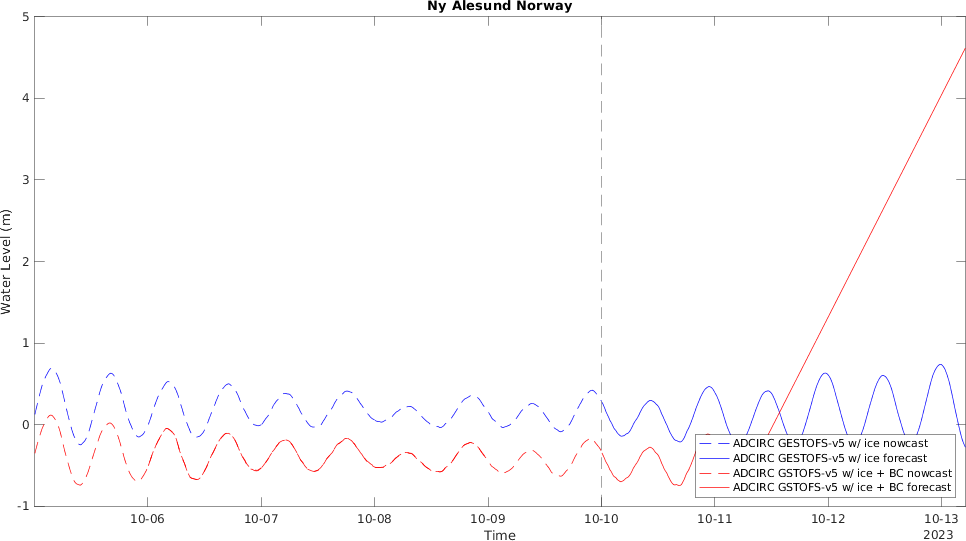 Ny Alesund Norway
5
4
3
2
1
0
-1
Water Level (m)
ADCIRC GESTOFS-v5 w/ ice nowcast
ADCIRC GESTOFS-v5 w/ ice forecast
ADCIRC GSTOFS-v5 w/ ice + BC nowcast
ADCIRC GSTOFS-v5 w/ ice + BC forecast
10-06 10-07 10-08 10-09 10-10 10-11 10-12 10-13
2023
Time